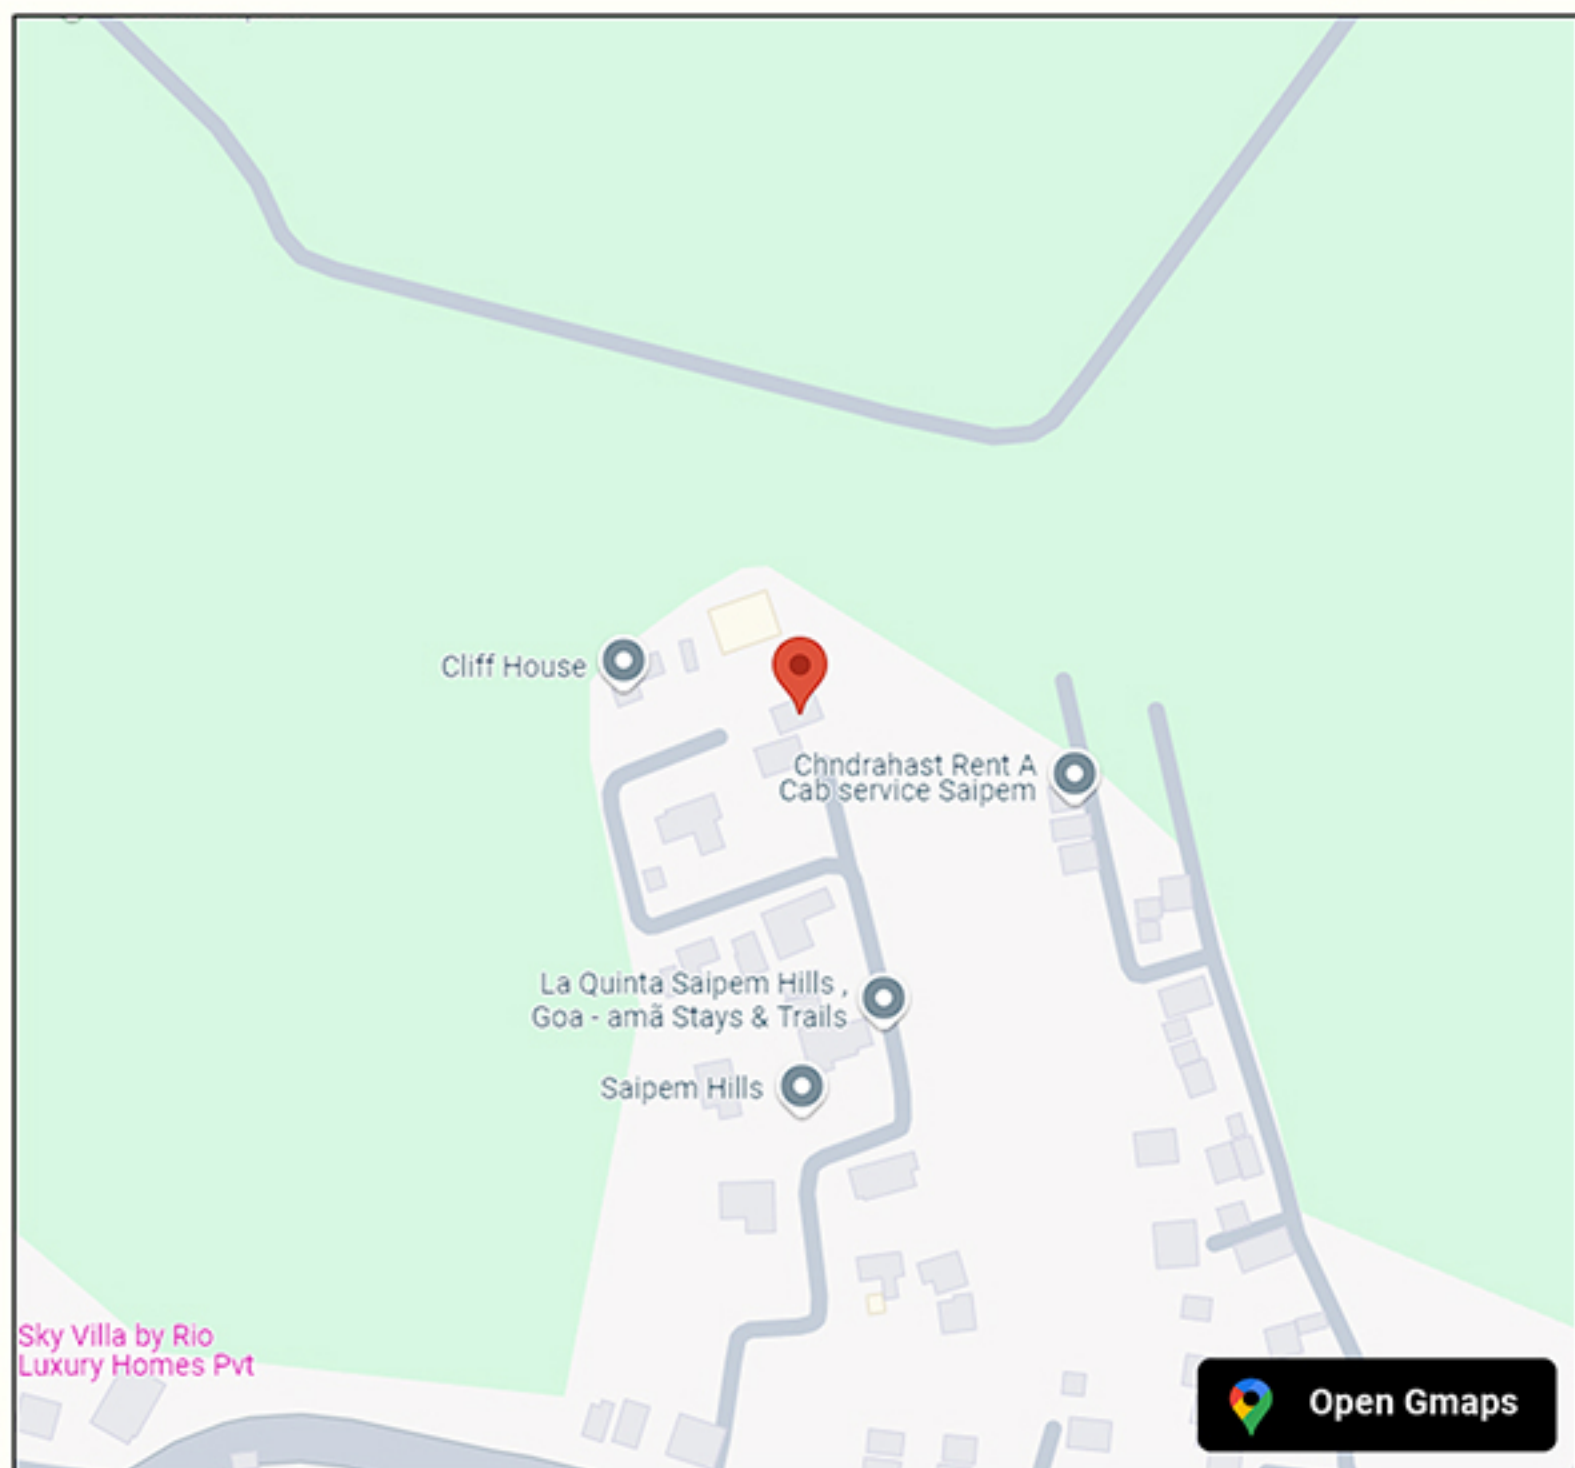 Cliff House
Chndrahast Rent A
Cab service Saipem
La Quinta Saipem Hills ,
Goa - amã Stays & Trails
Saipem Hills
Sky Villa by Rio
Luxury Homes Pvt
Open Gmaps